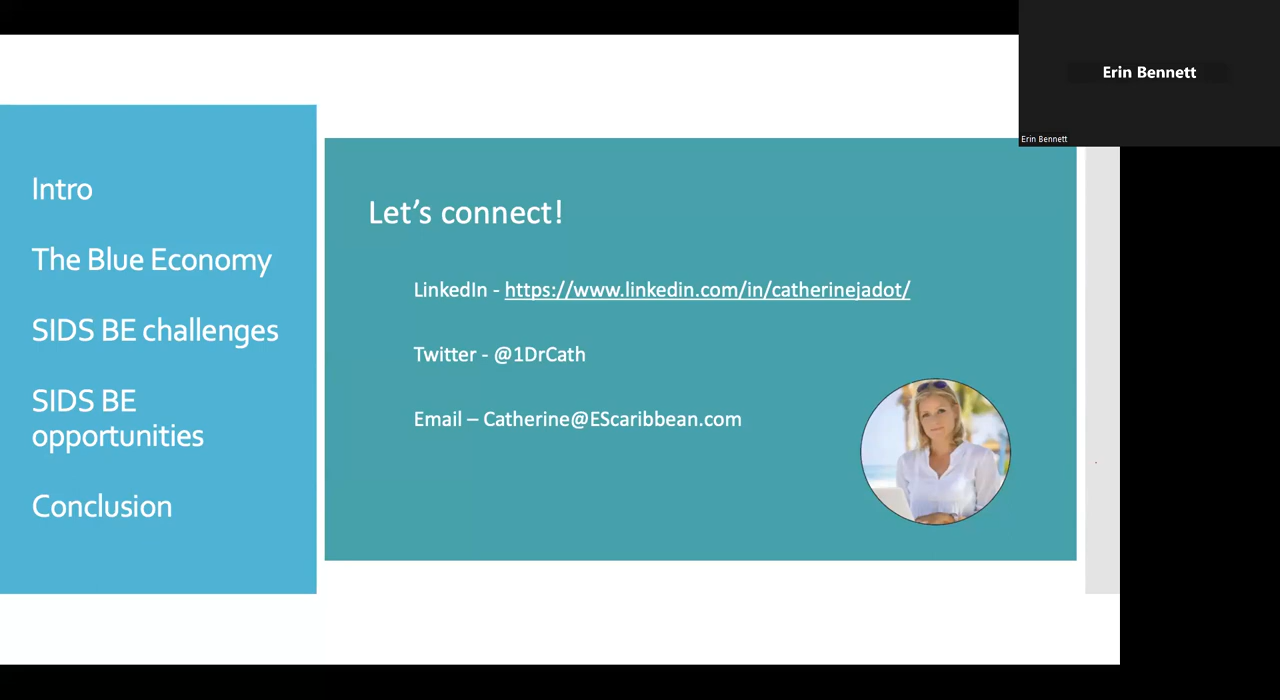 Erin Bennett
Erin Bennett
Intro
The Blue Economy
SIDS BE challenges
SIDS BE
opportunities
Conclusion
Let’s connect!
LinkedIn - https://www.linkedin.com/in/catherinejadot/
Twitter - @1DrCath
Email – Catherine@EScaribbean.com